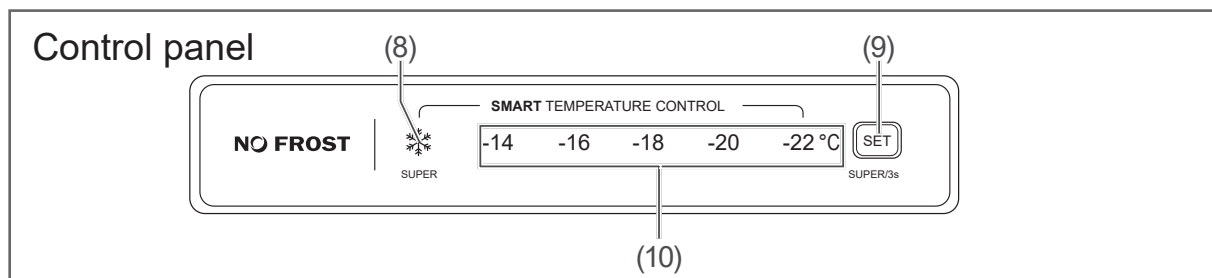 Control panel
(8)
(9)
SMART TEMPERATURE CONTROL
NO FROST
-14 -16 -18 -20 -22 °C
SET
SUPER
SUPER/3s
(10)